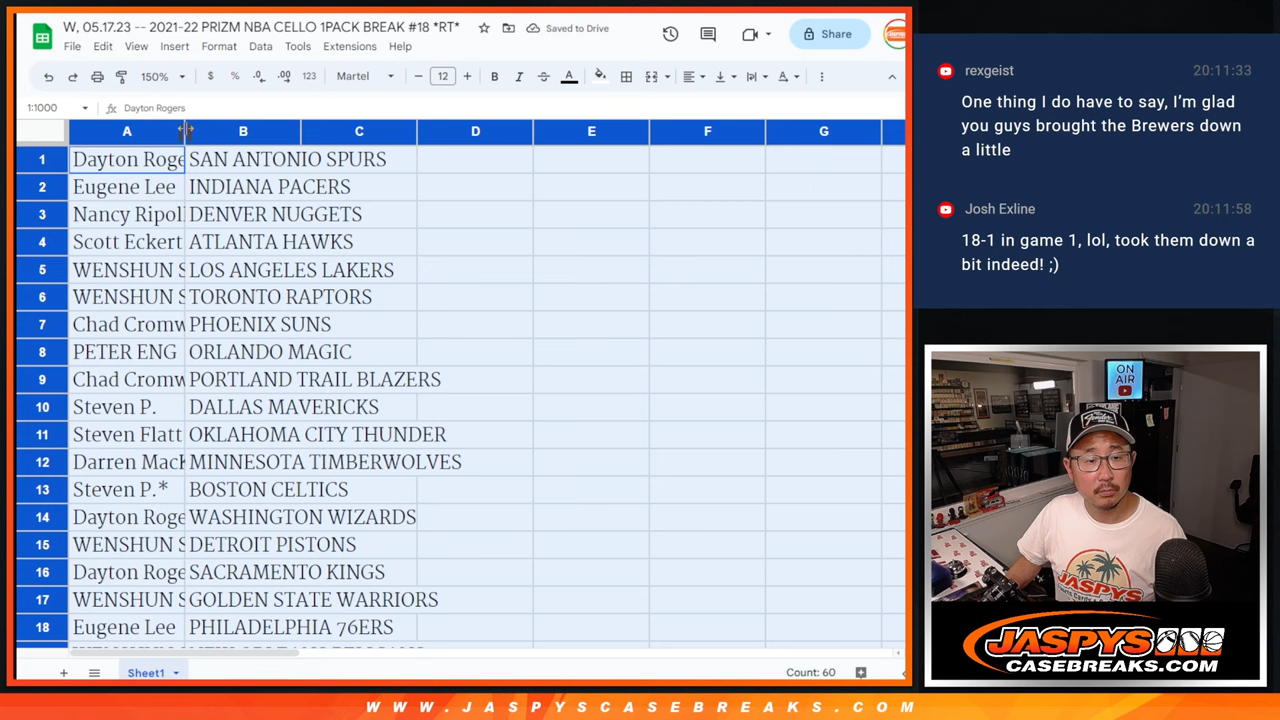 W, 05.17.23 -- 2021-22 PRIZM NBA CELLO 1PACK BREAK #18 *RT*
Saved to Drive
File Edit View Insert Format Data Tools Extensions Help
Share
150% $ % .0 .00 123 Martel − 12 + B I A
1:1000 fx Dayton Rogers
A B C D E F G
1 Dayton Roge SAN ANTONIO SPURS
2 Eugene Lee INDIANA PACERS
3 Nancy Ripoll DENVER NUGGETS
4 Scott Eckert ATLANTA HAWKS
5 WENSHUN S LOS ANGELES LAKERS
6 WENSHUN S TORONTO RAPTORS
7 Chad Cromw PHOENIX SUNS
8 PETER ENG ORLANDO MAGIC
9 Chad Cromw PORTLAND TRAIL BLAZERS
10 Steven P. DALLAS MAVERICKS
11 Steven Flatt OKLAHOMA CITY THUNDER
12 Darren MacK MINNESOTA TIMBERWOLVES
13 Steven P.* BOSTON CELTICS
14 Dayton Roge WASHINGTON WIZARDS
15 WENSHUN S DETROIT PISTONS
16 Dayton Roge SACRAMENTO KINGS
17 WENSHUN S GOLDEN STATE WARRIORS
18 Eugene Lee PHILADELPHIA 76ERS
+ Sheet1 Count: 60
rexgeist 20:11:33
One thing I do have to say, I'm glad
you guys brought the Brewers down
a little
Josh Exline 20:11:58
18-1 in game 1, lol, took them down a
bit indeed! ;)
ON
AIR
Fender
JASPYS
JASPYS
CASEBREAKS.COM
WWW.JASPYSCASEBREAKS.COM